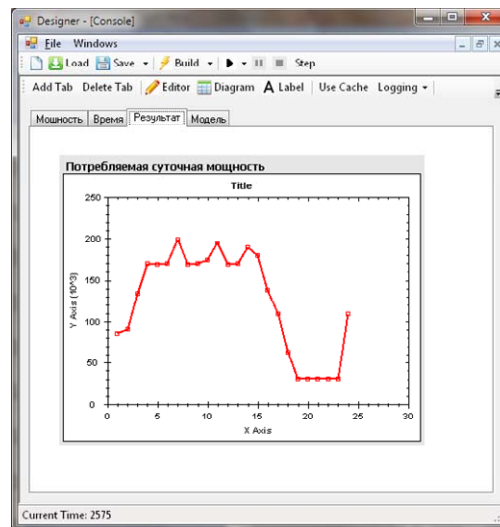 Designer - [Console]
File Windows
Load Save Build Step
Add Tab Delete Tab Editor Diagram A Label Use Cache Logging
Мощность Время Результат Модель
Потребляемая суточная мощность
Title
250
200
150
100
50
0
Y Axis (10^3)
0 5 10 15 20 25 30
X Axis
Current Time: 2575